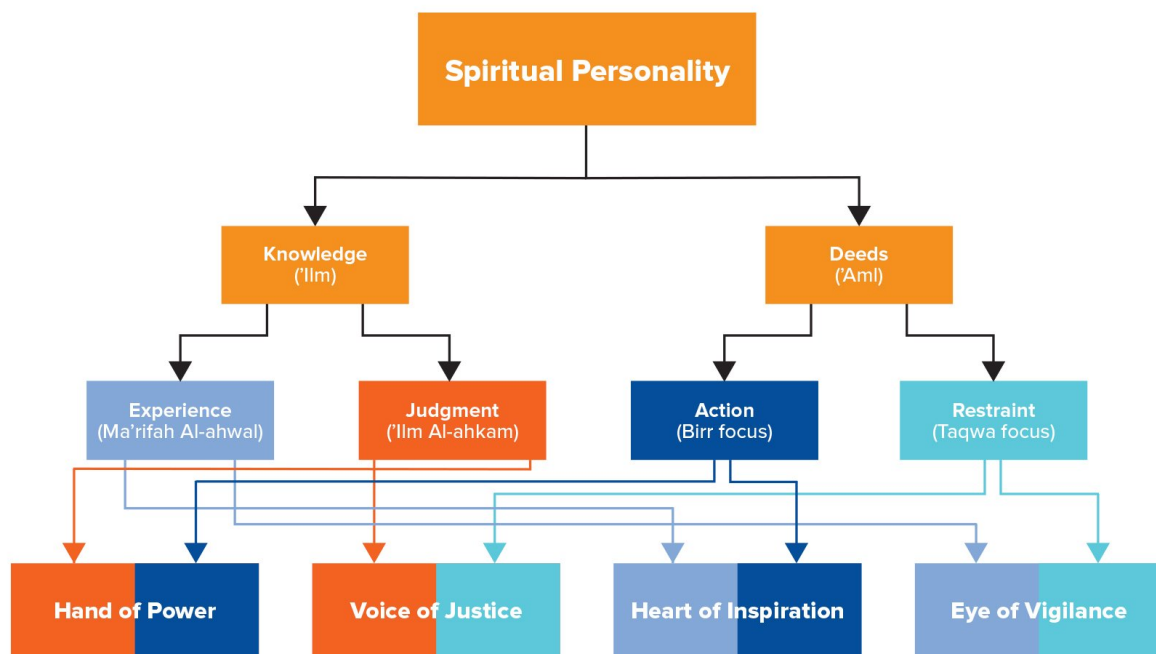 Spiritual Personality
Knowledge
('Ilm)
Deeds
('Aml)
Experience
(Ma'rifah Al-ahwal)
Judgment
('Ilm Al-ahkam)
Action
(Birr focus)
Restraint
(Taqwa focus)
Hand of Power
Voice of Justice
Heart of Inspiration
Eye of Vigilance